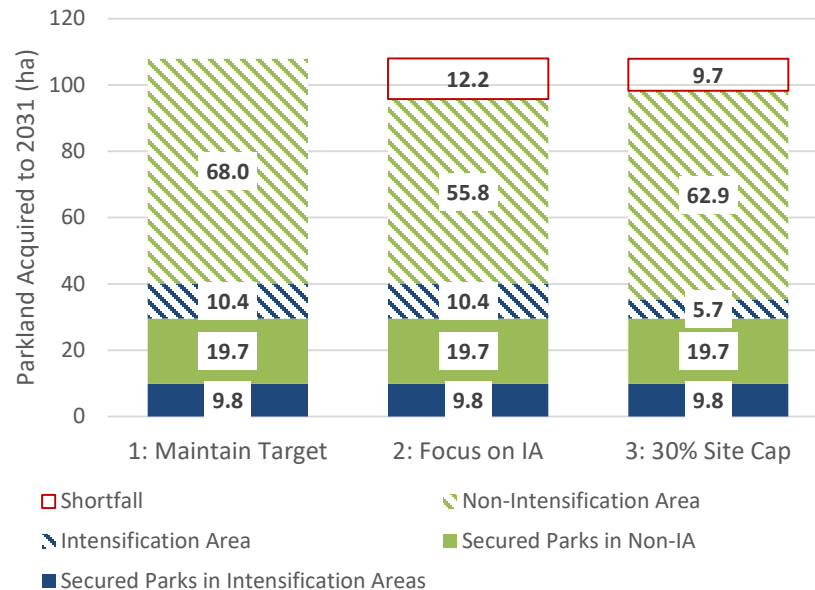 Parkland Acquired to 2031 (ha)
120
100
80
60
40
20
0
12.2
9.7
68.0
55.8
62.9
10.4
10.4
5.7
19.7
19.7
19.7
9.8
9.8
9.8
1: Maintain Target
2: Focus on IA
3: 30% Site Cap
Shortfall
Non-Intensification Area
Intensification Area
Secured Parks in Non-IA
Secured Parks in Intensification Areas